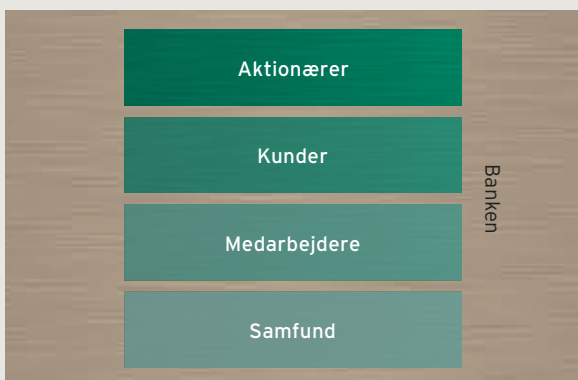 Aktionærer
Kunder
Medarbejdere
Samfund
Banken